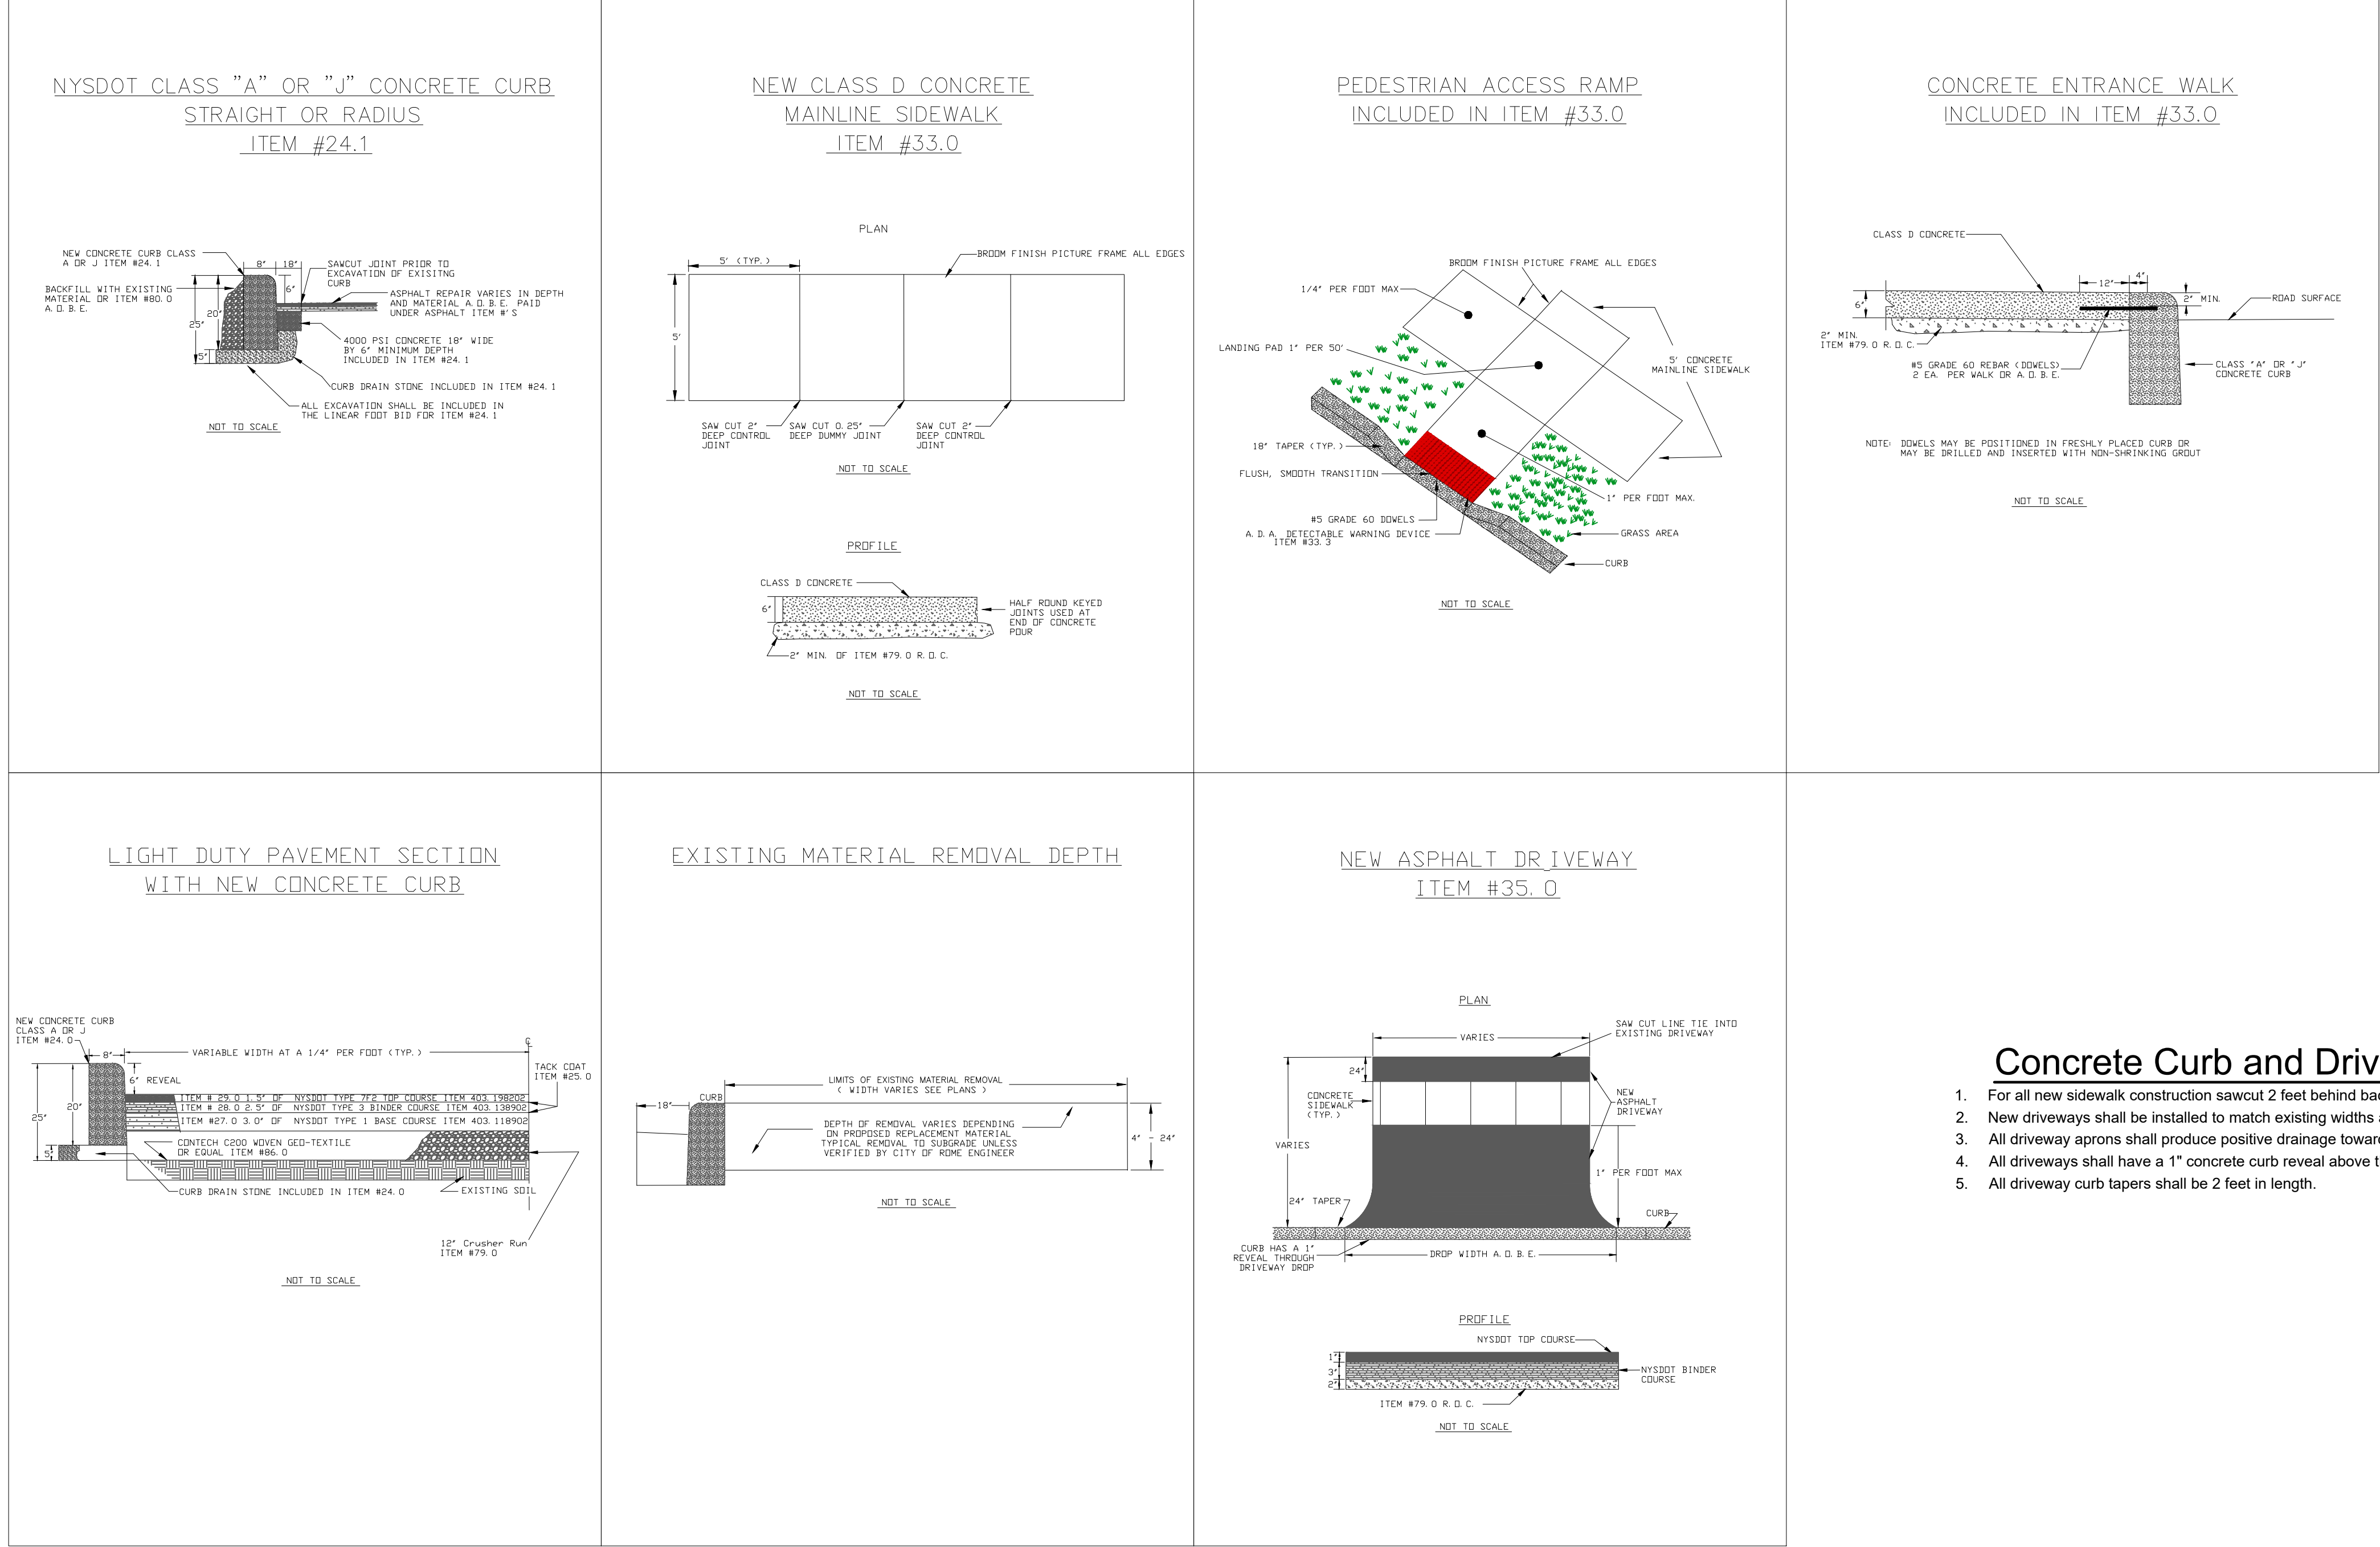 NYSDOT CLASS "A" OR "J" CONCRETE CURB
STRAIGHT OR RADIUS
ITEM #24.1
NEW CONCRETE CURB CLASS
A OR J ITEM #24.1
8"
18"
SAWCUT JOINT PRIOR TO
EXCAVATION OF EXISITNG
CURB
BACKFILL WITH EXISTING
MATERIAL OR ITEM #80.0
A.O.B.E.
6"
ASPHALT REPAIR VARIES IN DEPTH
AND MATERIAL A.O.B.E. PAID
UNDER ASPHALT ITEM #'S
20"
25"
5"
4000 PSI CONCRETE 18" WIDE
BY 6" MINIMUM DEPTH
INCLUDED IN ITEM #24.1
CURB DRAIN STONE INCLUDED IN ITEM #24.1
ALL EXCAVATION SHALL BE INCLUDED IN
THE LINEAR FOOT BID FOR ITEM #24.1
NOT TO SCALE
NEW CLASS D CONCRETE
MAINLINE SIDEWALK
ITEM #33.0
PLAN
5' (TYP.)
BROOM FINISH PICTURE FRAME ALL EDGES
5'
SAW CUT 2"
DEEP CONTROL
JOINT
SAW CUT 0.25"
DEEP DUMMY JOINT
SAW CUT 2"
DEEP CONTROL
JOINT
NOT TO SCALE
PROFILE
CLASS D CONCRETE
6"
HALF ROUND KEYED
JOINTS USED AT
END OF CONCRETE
POUR
2" MIN. OF ITEM #79.0 R.O.C.
NOT TO SCALE
PEDESTRIAN ACCESS RAMP
INCLUDED IN ITEM #33.0
BROOM FINISH PICTURE FRAME ALL EDGES
1/4" PER FOOT MAX
LANDING PAD 1" PER 50'
5' CONCRETE
MAINLINE SIDEWALK
18" TAPER (TYP.)
FLUSH, SMOOTH TRANSITION
1" PER FOOT MAX.
#5 GRADE 60 DOWELS
A.D.A. DETECTABLE WARNING DEVICE
ITEM #33.3
GRASS AREA
CURB
NOT TO SCALE
CONCRETE ENTRANCE WALK
INCLUDED IN ITEM #33.0
CLASS D CONCRETE
4"
12"
6"
2" MIN.
ROAD SURFACE
2" MIN.
ITEM #79.0 R.O.C.
#5 GRADE 60 REBAR (DOWELS)
2 EA. PER WALK OR A.O.B.E.
CLASS "A" OR "J"
CONCRETE CURB
NOTE: DOWELS MAY BE POSITIONED IN FRESHLY PLACED CURB OR
MAY BE DRILLED AND INSERTED WITH NON-SHRINKING GROUT
NOT TO SCALE
LIGHT DUTY PAVEMENT SECTION
WITH NEW CONCRETE CURB
NEW CONCRETE CURB
CLASS A OR J
ITEM #24.0
8"
VARIABLE WIDTH AT A 1/4" PER FOOT (TYP.)
TACK COAT
ITEM #25.0
6" REVEAL
ITEM # 29.0 1.5" OF NYSDOT TYPE 7F2 TOP COURSE ITEM 403.198202
ITEM # 28.0 2.5" OF NYSDOT TYPE 3 BINDER COURSE ITEM 403.138902
ITEM #27.0 3.0" OF NYSDOT TYPE 1 BASE COURSE ITEM 403.118902
20"
25"
5"
CONTECH C200 WOVEN GEO-TEXTILE
OR EQUAL ITEM #86.0
CURB DRAIN STONE INCLUDED IN ITEM #24.0
EXISTING SOIL
12" Crusher Run
ITEM #79.0
NOT TO SCALE
EXISTING MATERIAL REMOVAL DEPTH
LIMITS OF EXISTING MATERIAL REMOVAL
( WIDTH VARIES SEE PLANS )
18"
CURB
DEPTH OF REMOVAL VARIES DEPENDING
ON PROPOSED REPLACEMENT MATERIAL
TYPICAL REMOVAL TO SUBGRADE UNLESS
VERIFIED BY CITY OF ROME ENGINEER
4" - 24"
NOT TO SCALE
NEW ASPHALT DRIVEWAY
ITEM #35.0
PLAN
SAW CUT LINE TIE INTO
EXISTING DRIVEWAY
VARIES
24"
CONCRETE
SIDEWALK
(TYP.)
NEW
ASPHALT
DRIVEWAY
VARIES
1" PER FOOT MAX
24" TAPER
CURB
CURB HAS A 1"
REVEAL THROUGH
DRIVEWAY DROP
DROP WIDTH A.O.B.E.
PROFILE
NYSDOT TOP COURSE
1"
3"
2"
NYSDOT BINDER
COURSE
ITEM #79.0 R.O.C.
NOT TO SCALE
Concrete Curb and Driv
1. For all new sidewalk construction sawcut 2 feet behind bac
2. New driveways shall be installed to match existing widths a
3. All driveway aprons shall produce positive drainage towar
4. All driveways shall have a 1" concrete curb reveal above t
5. All driveway curb tapers shall be 2 feet in length.